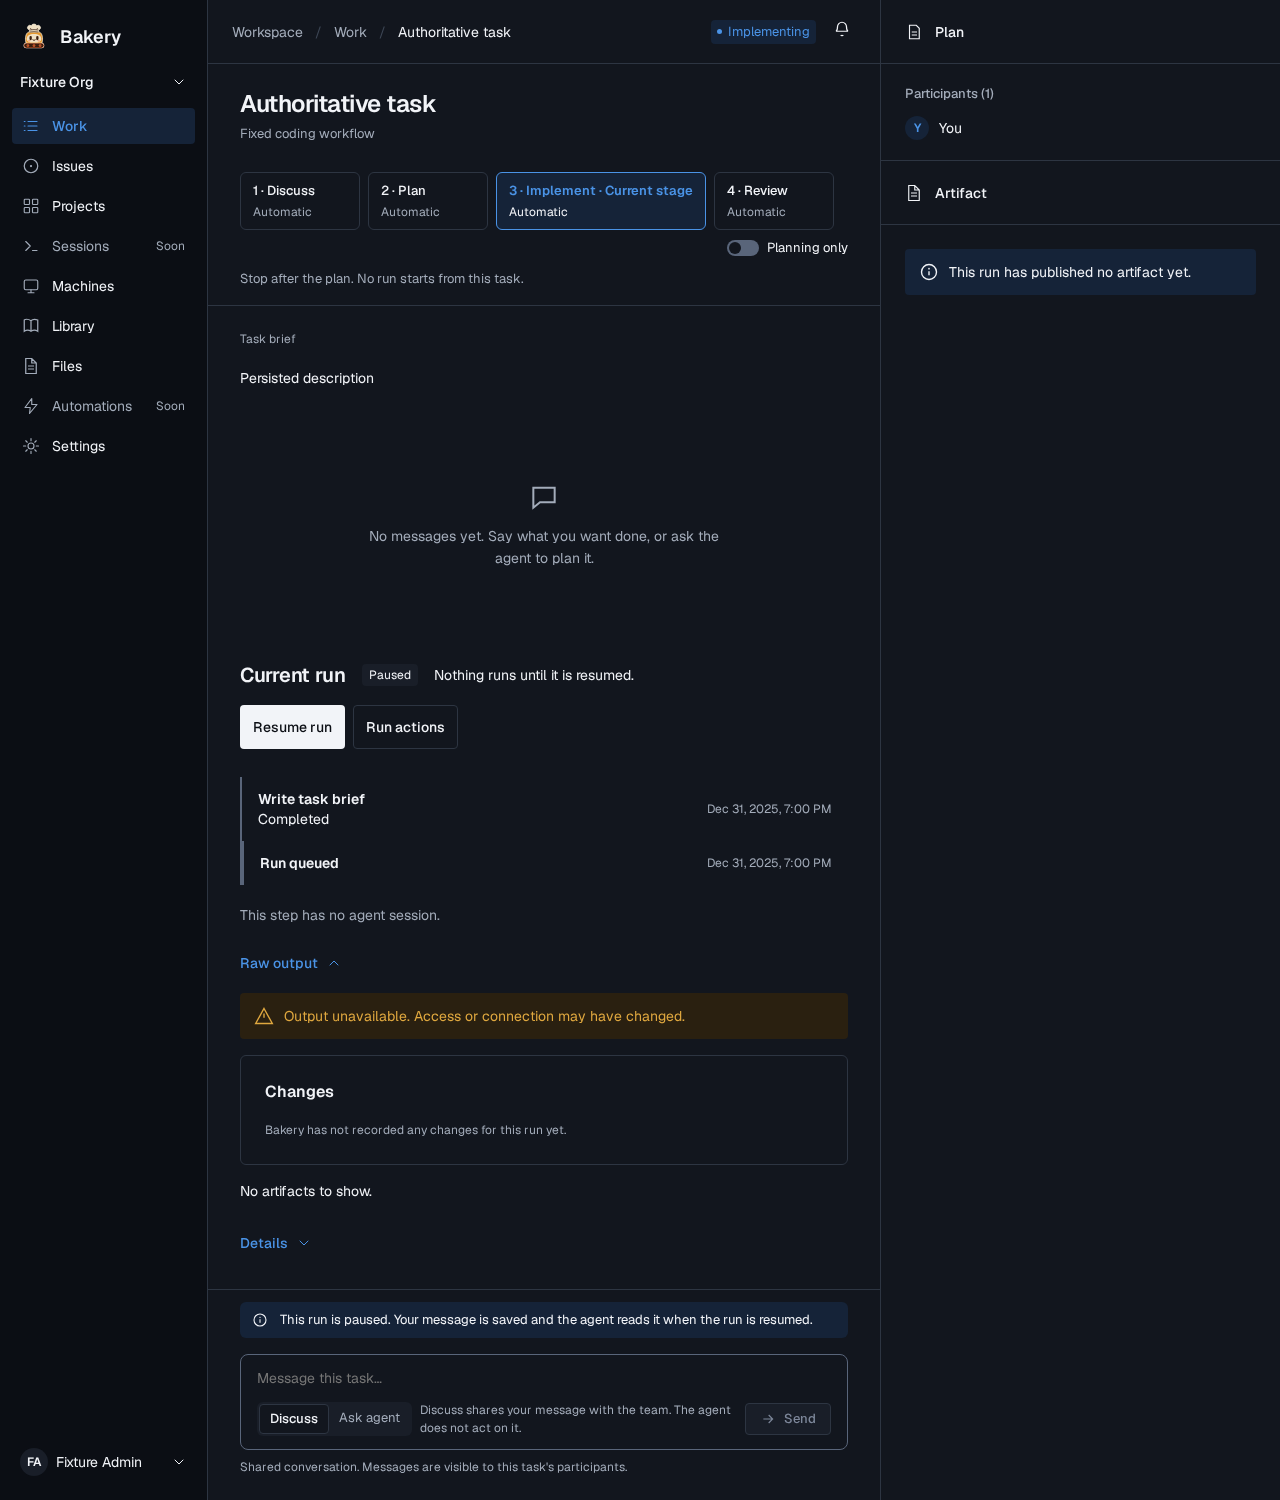 Bakery
Fixture Org
Work
Issues
Projects
Sessions Soon
Machines
Library
Files
Automations Soon
Settings
FA Fixture Admin
Workspace / Work / Authoritative task
Implementing
Authoritative task
Fixed coding workflow
1 · Discuss
Automatic
2 · Plan
Automatic
3 · Implement · Current stage
Automatic
4 · Review
Automatic
Planning only
Stop after the plan. No run starts from this task.
Task brief
Persisted description
No messages yet. Say what you want done, or ask the
agent to plan it.
Current run Paused Nothing runs until it is resumed.
Resume run Run actions
Write task brief
Completed
Dec 31, 2025, 7:00 PM
Run queued Dec 31, 2025, 7:00 PM
This step has no agent session.
Raw output
Output unavailable. Access or connection may have changed.
Changes
Bakery has not recorded any changes for this run yet.
No artifacts to show.
Details
This run is paused. Your message is saved and the agent reads it when the run is resumed.
Message this task...
Discuss Ask agent
Discuss shares your message with the team. The agent
does not act on it.
Send
Shared conversation. Messages are visible to this task's participants.
Plan
Participants (1)
Y You
Artifact
This run has published no artifact yet.